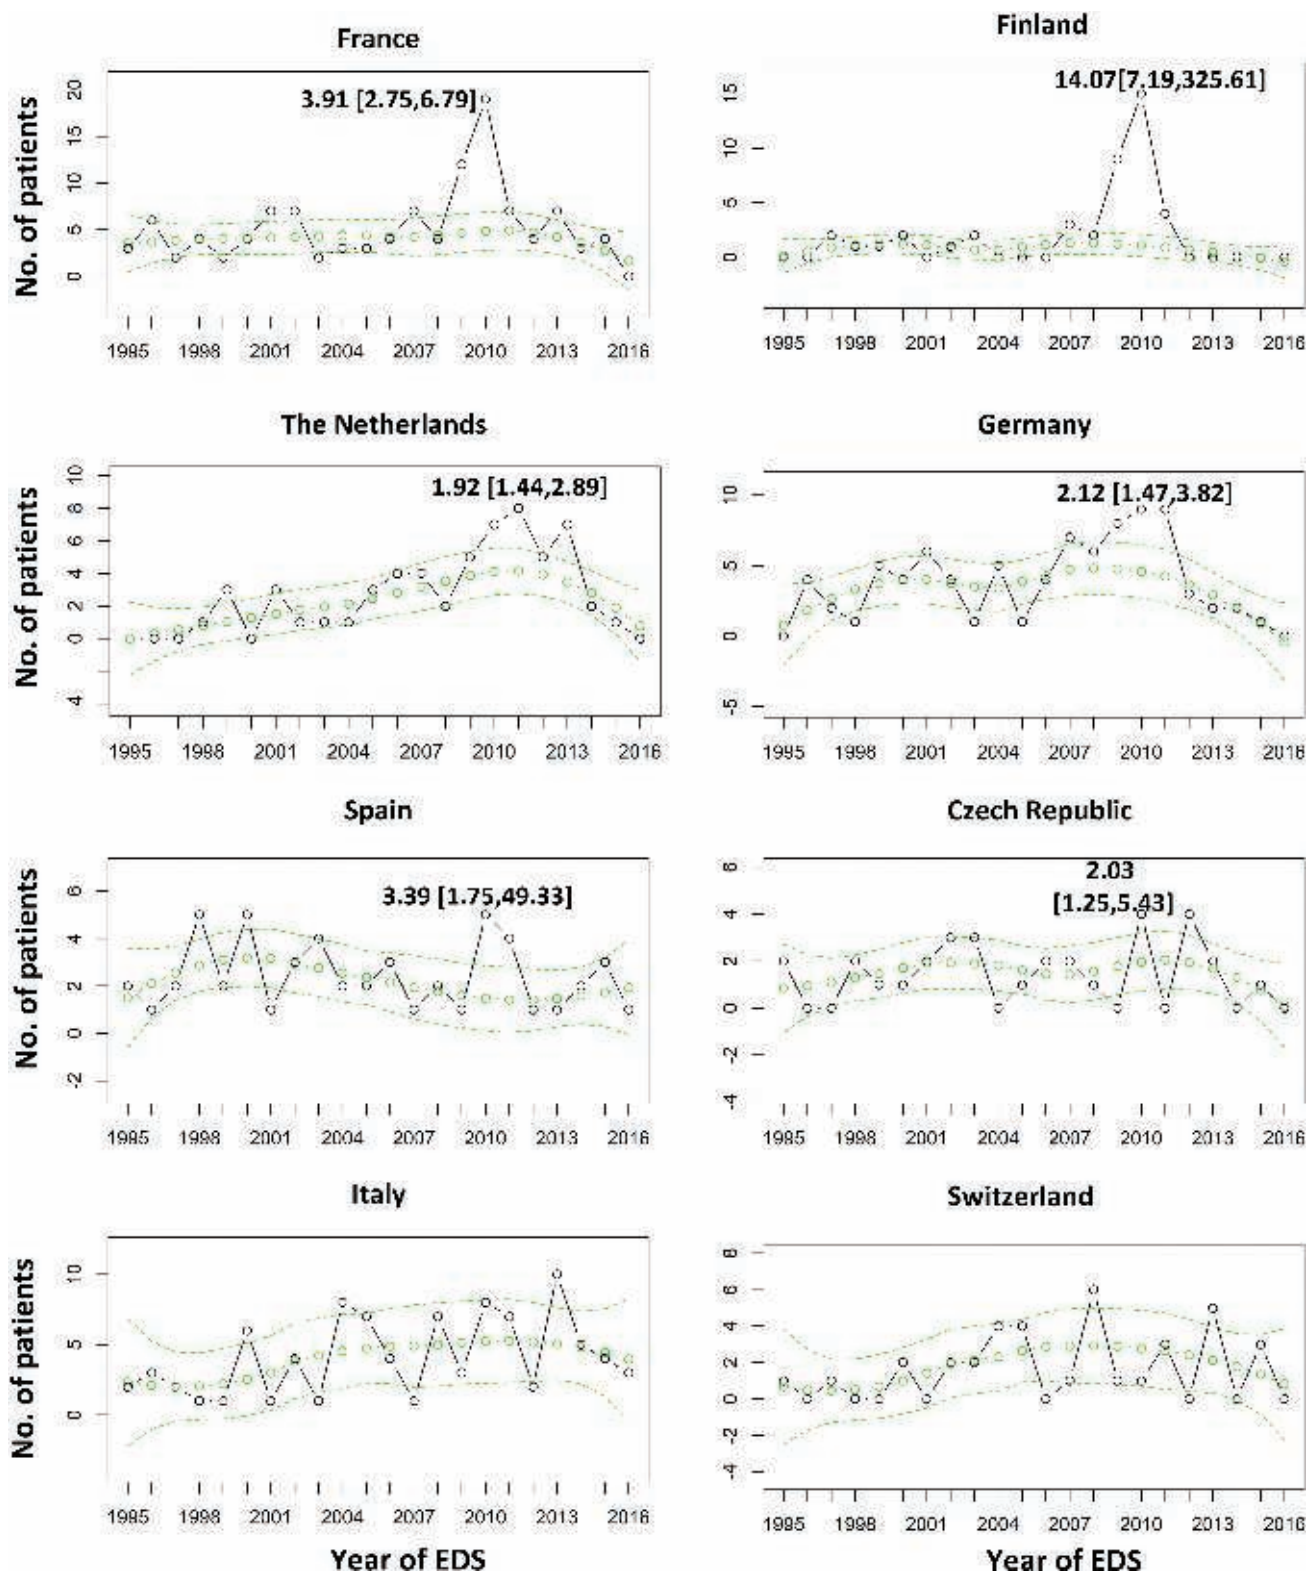 France
Finland
No. of patients
20
15
10
5
0
3.91 [2.75,6.79]
1995 1998 2001 2004 2007 2010 2013 2016
15
10
5
0
14.07[7.19,325.61]
1995 1998 2001 2004 2007 2010 2013 2016
The Netherlands
Germany
No. of patients
10
8
6
4
2
0
4
1.92 [1.44,2.89]
1995 1998 2001 2004 2007 2010 2013 2016
10
5
0
-5
2.12 [1.47,3.82]
1995 1998 2001 2004 2007 2010 2013 2016
Spain
Czech Republic
No. of patients
6
4
2
0
-2
3.39 [1.75,49.33]
1995 1998 2001 2004 2007 2010 2013 2016
6
4
2
0
-2
-4
2.03
[1.25,5.43]
1995 1998 2001 2004 2007 2010 2013 2016
Italy
Switzerland
No. of patients
10
5
0
1995 1998 2001 2004 2007 2010 2013 2016
8
6
4
2
0
-2
-4
1995 1998 2001 2004 2007 2010 2013 2016
Year of EDS
Year of EDS